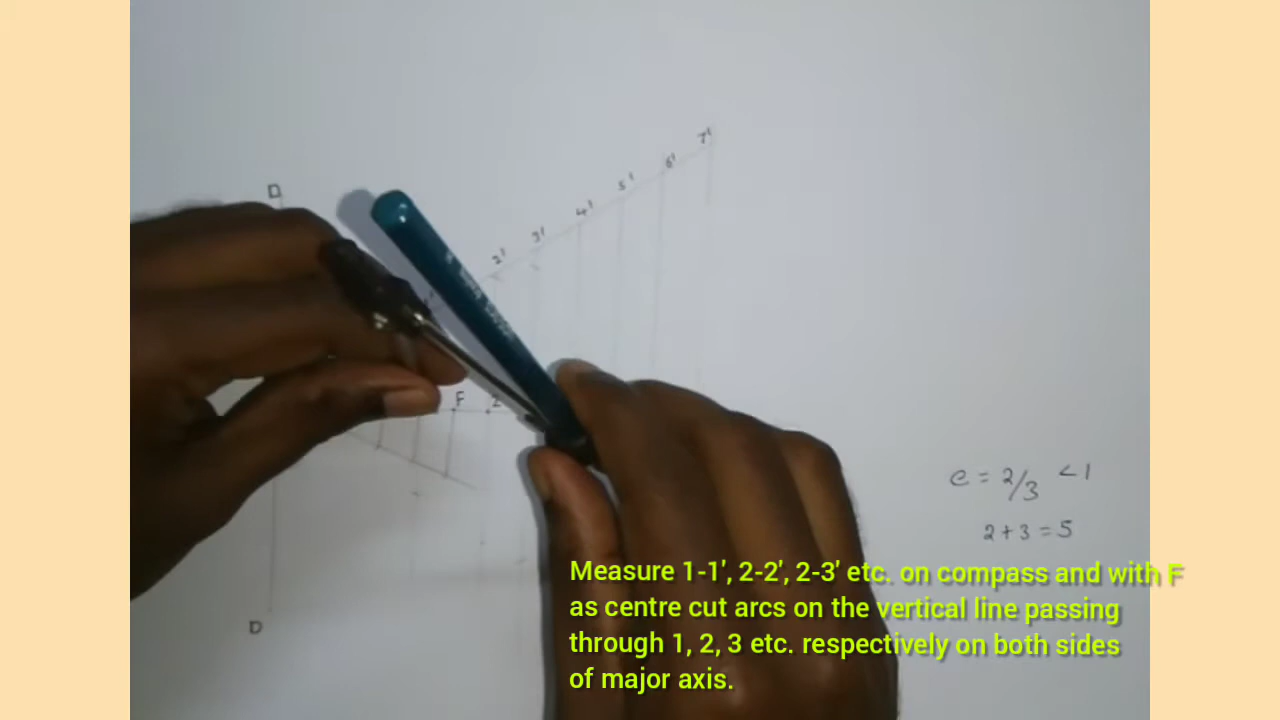 D
7'
6'
5'
4'
3'
2'
F 2
e = 2/3 < 1
2 + 3 = 5
Measure 1-1', 2-2', 2-3' etc. on compass and with F
as centre cut arcs on the vertical line passing
through 1, 2, 3 etc. respectively on both sides
of major axis.
D